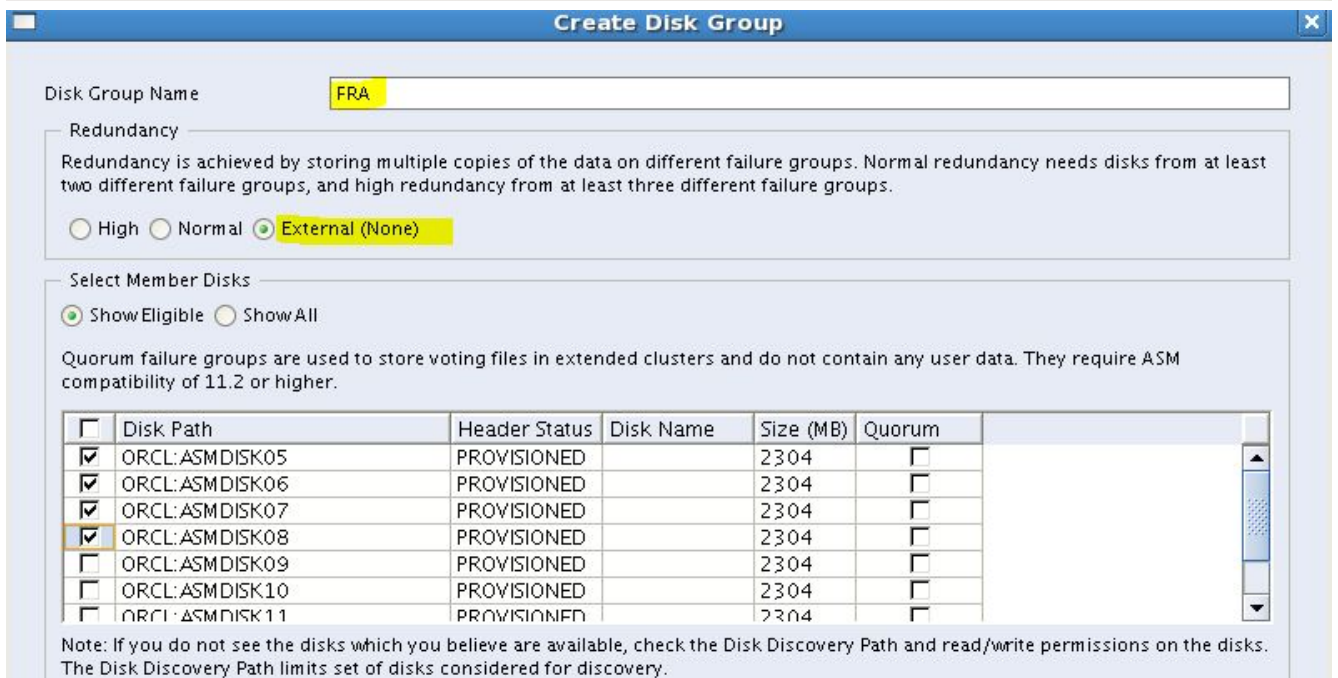 Create Disk Group
Disk Group Name FRA
Redundancy
Redundancy is achieved by storing multiple copies of the data on different failure groups. Normal redundancy needs disks from at least
two different failure groups, and high redundancy from at least three different failure groups.
High Normal External (None)
Select Member Disks
Show Eligible Show All
Quorum failure groups are used to store voting files in extended clusters and do not contain any user data. They require ASM
compatibility of 11.2 or higher.
Disk Path Header Status Disk Name Size (MB) Quorum
ORCL:ASMDISK05 PROVISIONED 2304
ORCL:ASMDISK06 PROVISIONED 2304
ORCL:ASMDISK07 PROVISIONED 2304
ORCL:ASMDISK08 PROVISIONED 2304
ORCL:ASMDISK09 PROVISIONED 2304
ORCL:ASMDISK10 PROVISIONED 2304
ORCL:ASMDISK11 PROVISIONED 2304
Note: If you do not see the disks which you believe are available, check the Disk Discovery Path and read/write permissions on the disks.
The Disk Discovery Path limits set of disks considered for discovery.